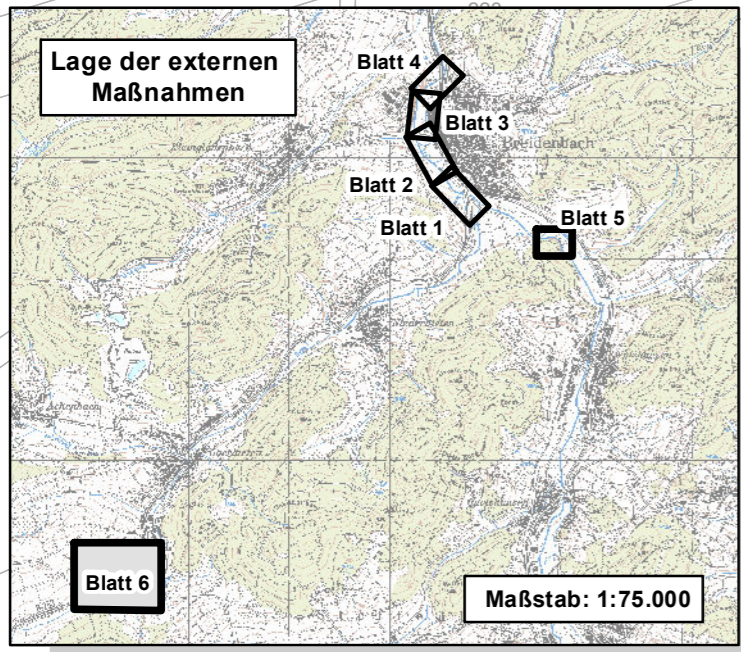 Lage der externen
Maßnahmen
Blatt 4
Blatt 3
Breidenbach
Blatt 2
Blatt 1
Blatt 5
Blatt 6
Maßstab: 1:75.000